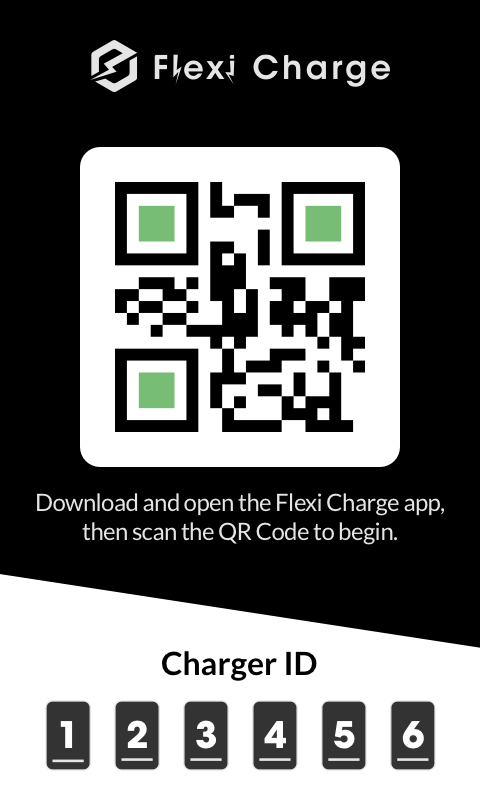 Flexi Charge
Download and open the Flexi Charge app,
then scan the QR Code to begin.
Charger ID
1 2 3 4 5 6